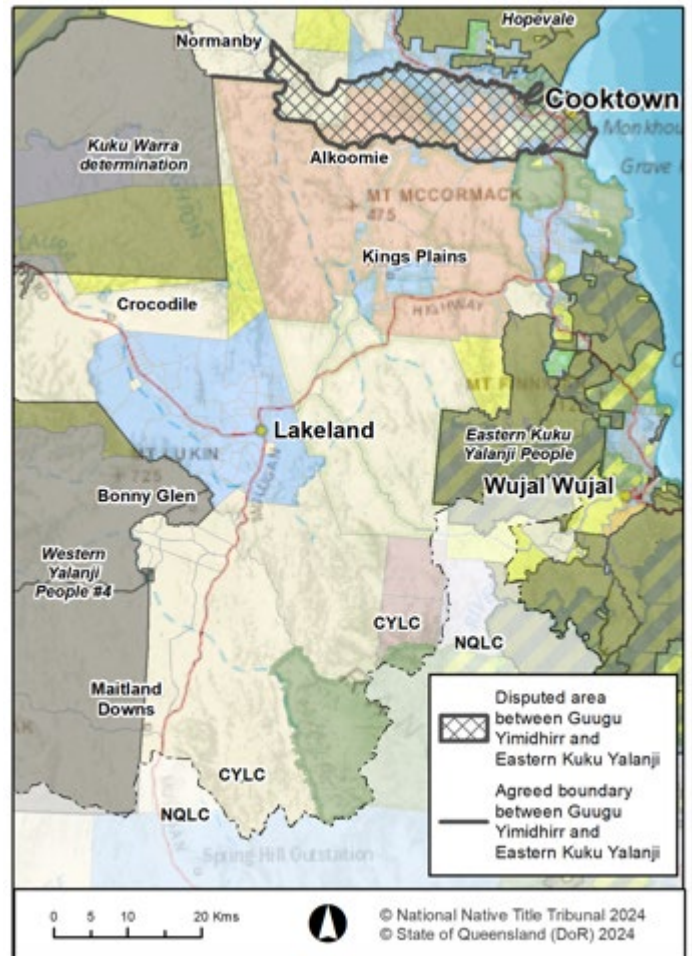 Hopevale
Normanby
Cooktown
Monkhou
Kuku Warra
determination
Alkoomie
Grave
MT MCCORMACK
475
Kings Plains
Crocodile
HIGHWAY
MT FINN
Lakeland
MT LUKIN
725
Eastern Kuku
Yalanji People
MULLIGAN
Bonny Glen
Wujal Wujal
Western
Yalanji
People #4
CYLC
NQLC
Maitland
Downs
CYLC
NQLC
Spring Hill Outstation
Disputed area
between Guugu
Yimidhirr and
Eastern Kuku Yalanji
Agreed boundary
between Guugu
Yimidhirr and
Eastern Kuku Yalanji
0 5 10 20 Kms
© National Native Title Tribunal 2024
© State of Queensland (DoR) 2024